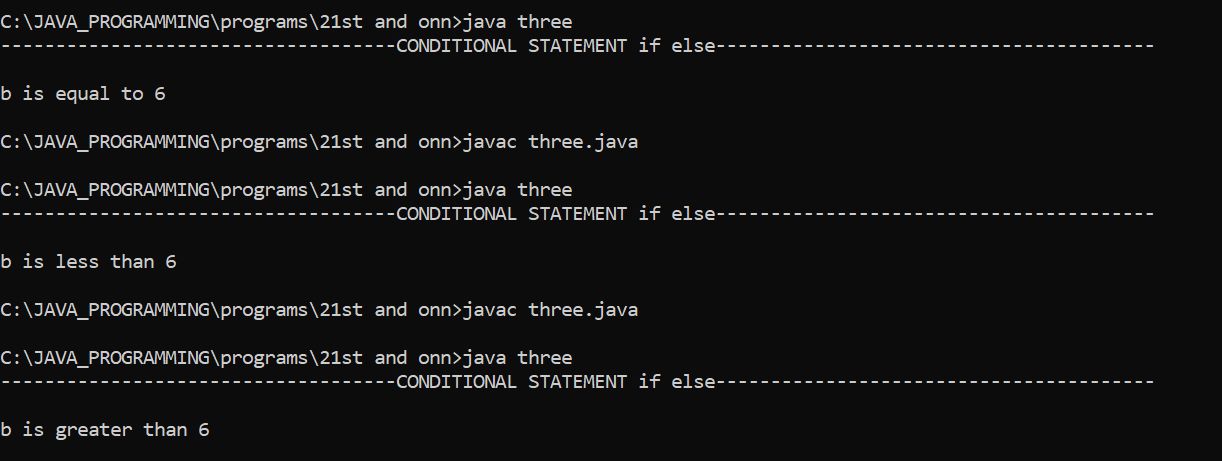 C:\JAVA_PROGRAMMING\programs\21st and onn>java three
------------------------------------CONDITIONAL STATEMENT if else----------------------------------------
b is equal to 6
C:\JAVA_PROGRAMMING\programs\21st and onn>javac three.java
C:\JAVA_PROGRAMMING\programs\21st and onn>java three
------------------------------------CONDITIONAL STATEMENT if else----------------------------------------
b is less than 6
C:\JAVA_PROGRAMMING\programs\21st and onn>javac three.java
C:\JAVA_PROGRAMMING\programs\21st and onn>java three
------------------------------------CONDITIONAL STATEMENT if else----------------------------------------
b is greater than 6